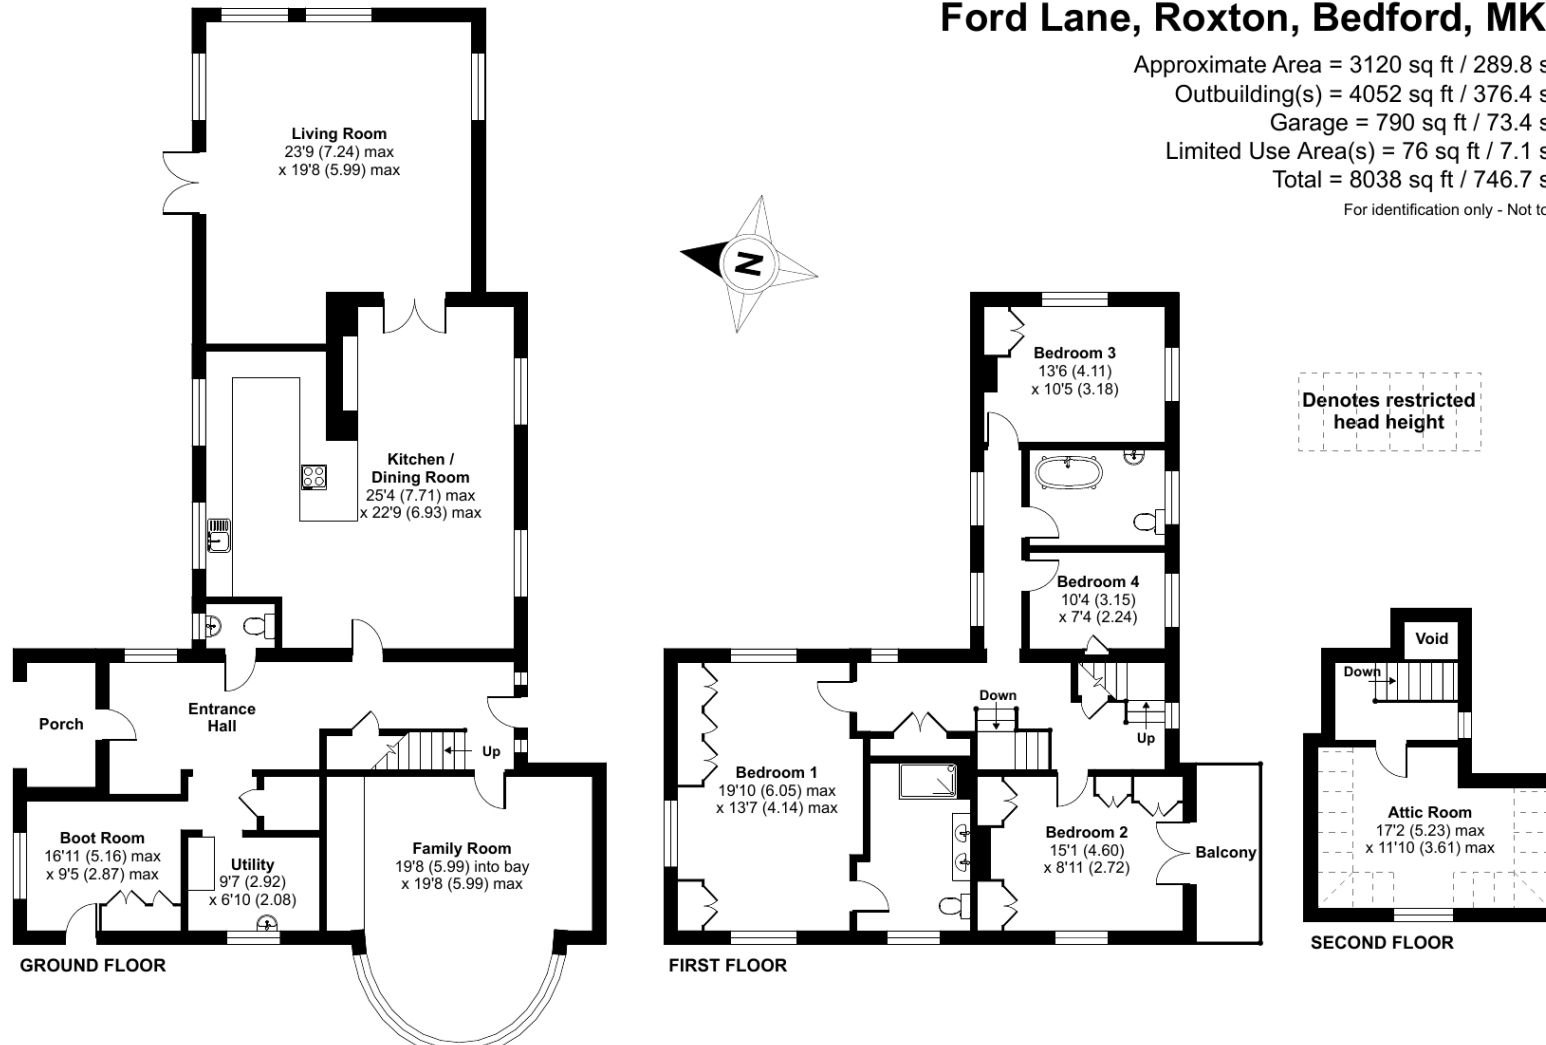 Ford Lane, Roxton, Bedford, MK
Approximate Area = 3120 sq ft / 289.8 s
Outbuilding(s) = 4052 sq ft / 376.4 s
Garage = 790 sq ft / 73.4 s
Limited Use Area(s) = 76 sq ft / 7.1 s
Total = 8038 sq ft / 746.7 s
For identification only - Not to
Living Room
23'9 (7.24) max
x 19'8 (5.99) max
N
Kitchen /
Dining Room
25'4 (7.71) max
x 22'9 (6.93) max
Porch
Entrance
Hall
Up
Boot Room
16'11 (5.16) max
x 9'5 (2.87) max
Utility
9'7 (2.92)
x 6'10 (2.08)
Family Room
19'8 (5.99) into bay
x 19'8 (5.99) max
GROUND FLOOR
Bedroom 3
13'6 (4.11)
x 10'5 (3.18)
Bedroom 4
10'4 (3.15)
x 7'4 (2.24)
Down
Up
Bedroom 1
19'10 (6.05) max
x 13'7 (4.14) max
Bedroom 2
15'1 (4.60)
x 8'11 (2.72)
Balcony
FIRST FLOOR
Denotes restricted
head height
Void
Down
Attic Room
17'2 (5.23) max
x 11'10 (3.61) max
SECOND FLOOR